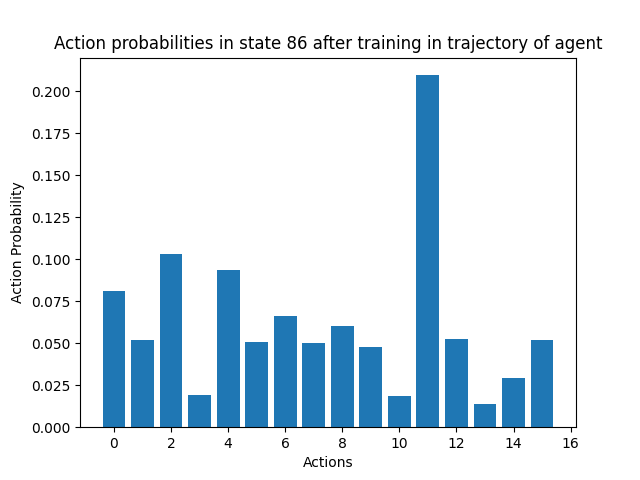 Action probabilities in state 86 after training in trajectory of agent
0.200
0.175
0.150
0.125
0.100
0.075
0.050
0.025
0.000
Action Probability
0 2 4 6 8 10 12 14 16
Actions